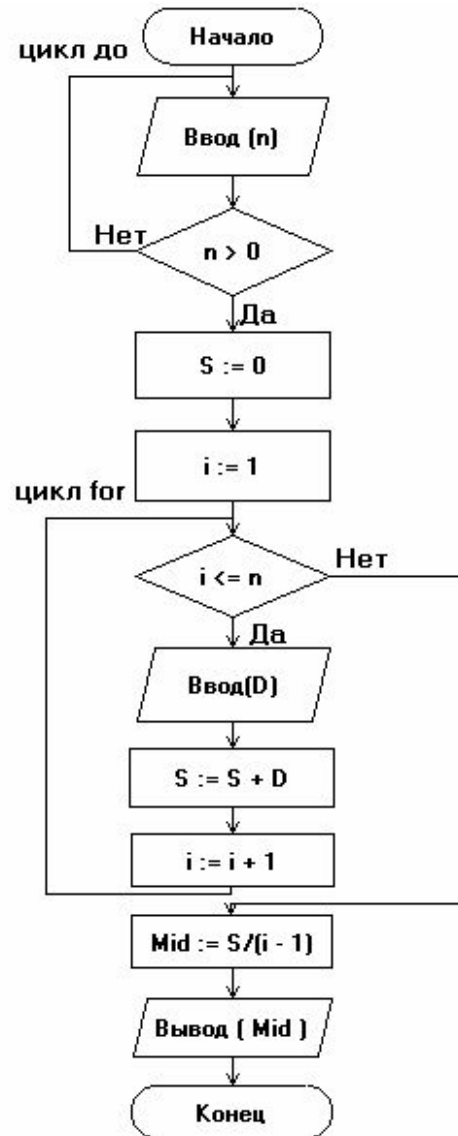 Начало
цикл до
Ввод (n)
Нет
n > 0
Да
S := 0
i := 1
цикл for
Нет
i <= n
Да
Ввод(D)
S := S + D
i := i + 1
Mid := S/(i - 1)
Вывод ( Mid )
Конец